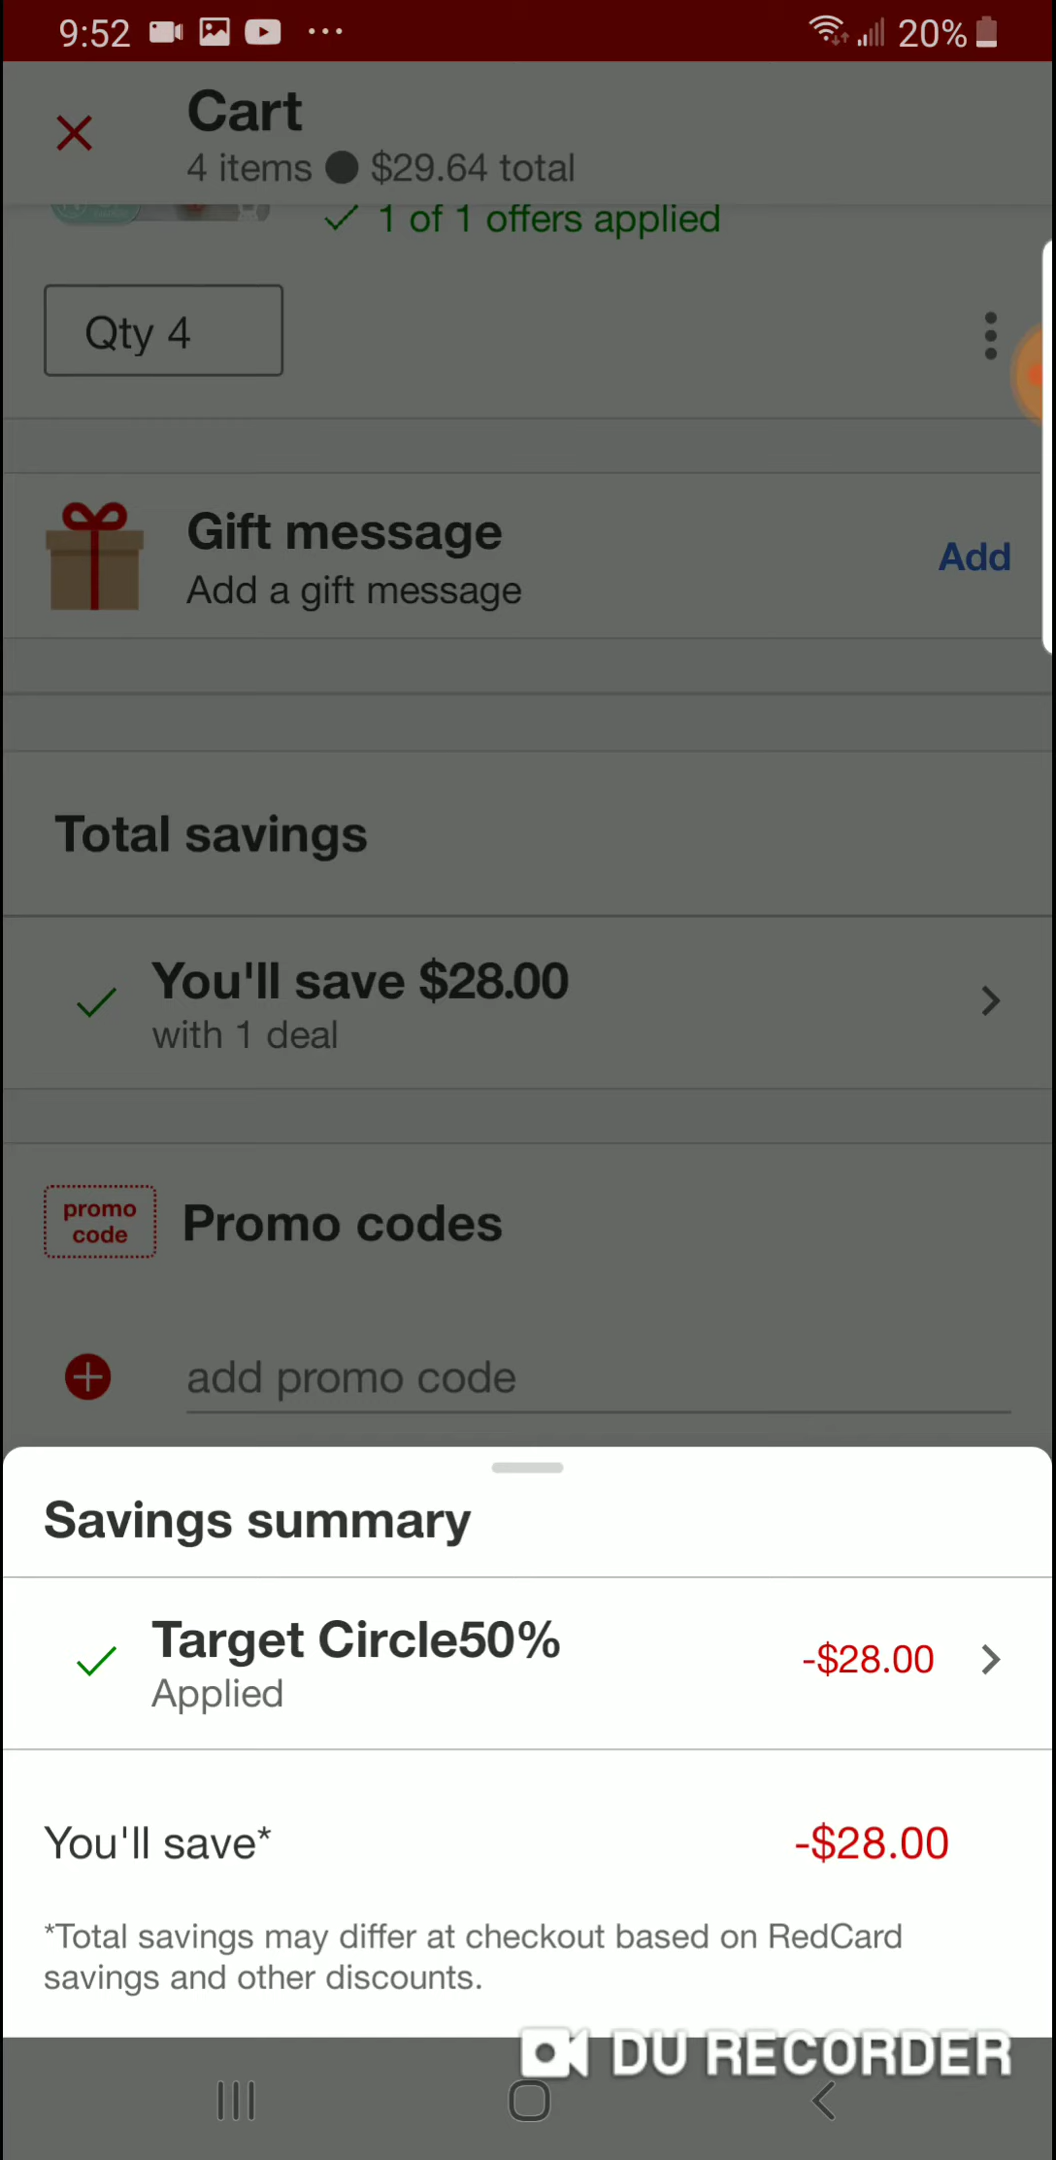 9:52
20%
Cart
4 items ● $29.64 total
1 of 1 offers applied
Qty 4
Gift message
Add a gift message
Add
Total savings
You'll save $28.00
with 1 deal
promo
code
Promo codes
add promo code
Savings summary
Target Circle50%
Applied
-$28.00
You'll save*
-$28.00
*Total savings may differ at checkout based on RedCard
savings and other discounts.
DU RECORDER